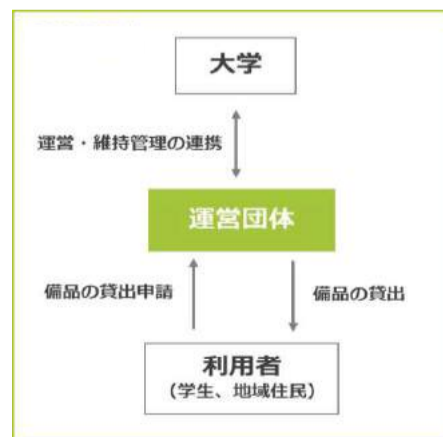 大学
運営・維持管理の連携
運営団体
備品の貸出申請
備品の貸出
利用者
（学生、地域住民）